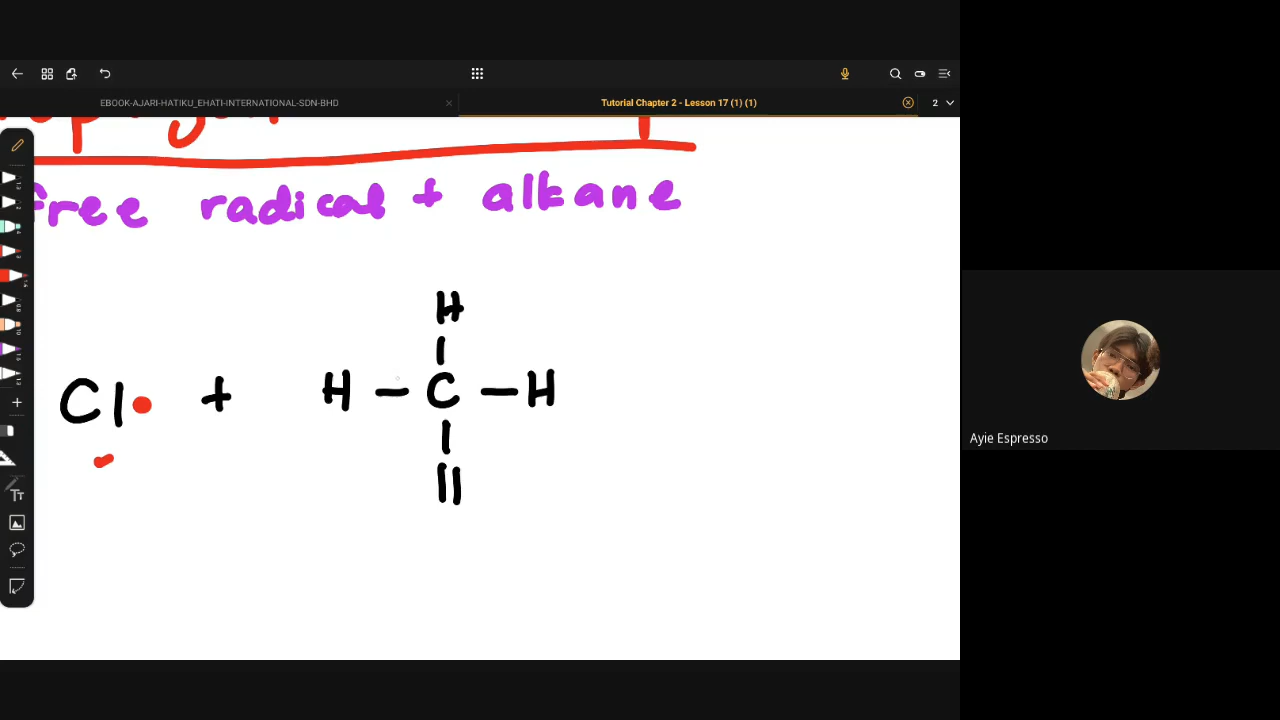 EBOOK-AJARI-HATIKU_EHATI-INTERNATIONAL-SDN-BHD
Tutorial Chapter 2 - Lesson 17 (1) (1)
2
free radical + alkane
H
Cl• + H - C - H
Tt
Ayie Espresso